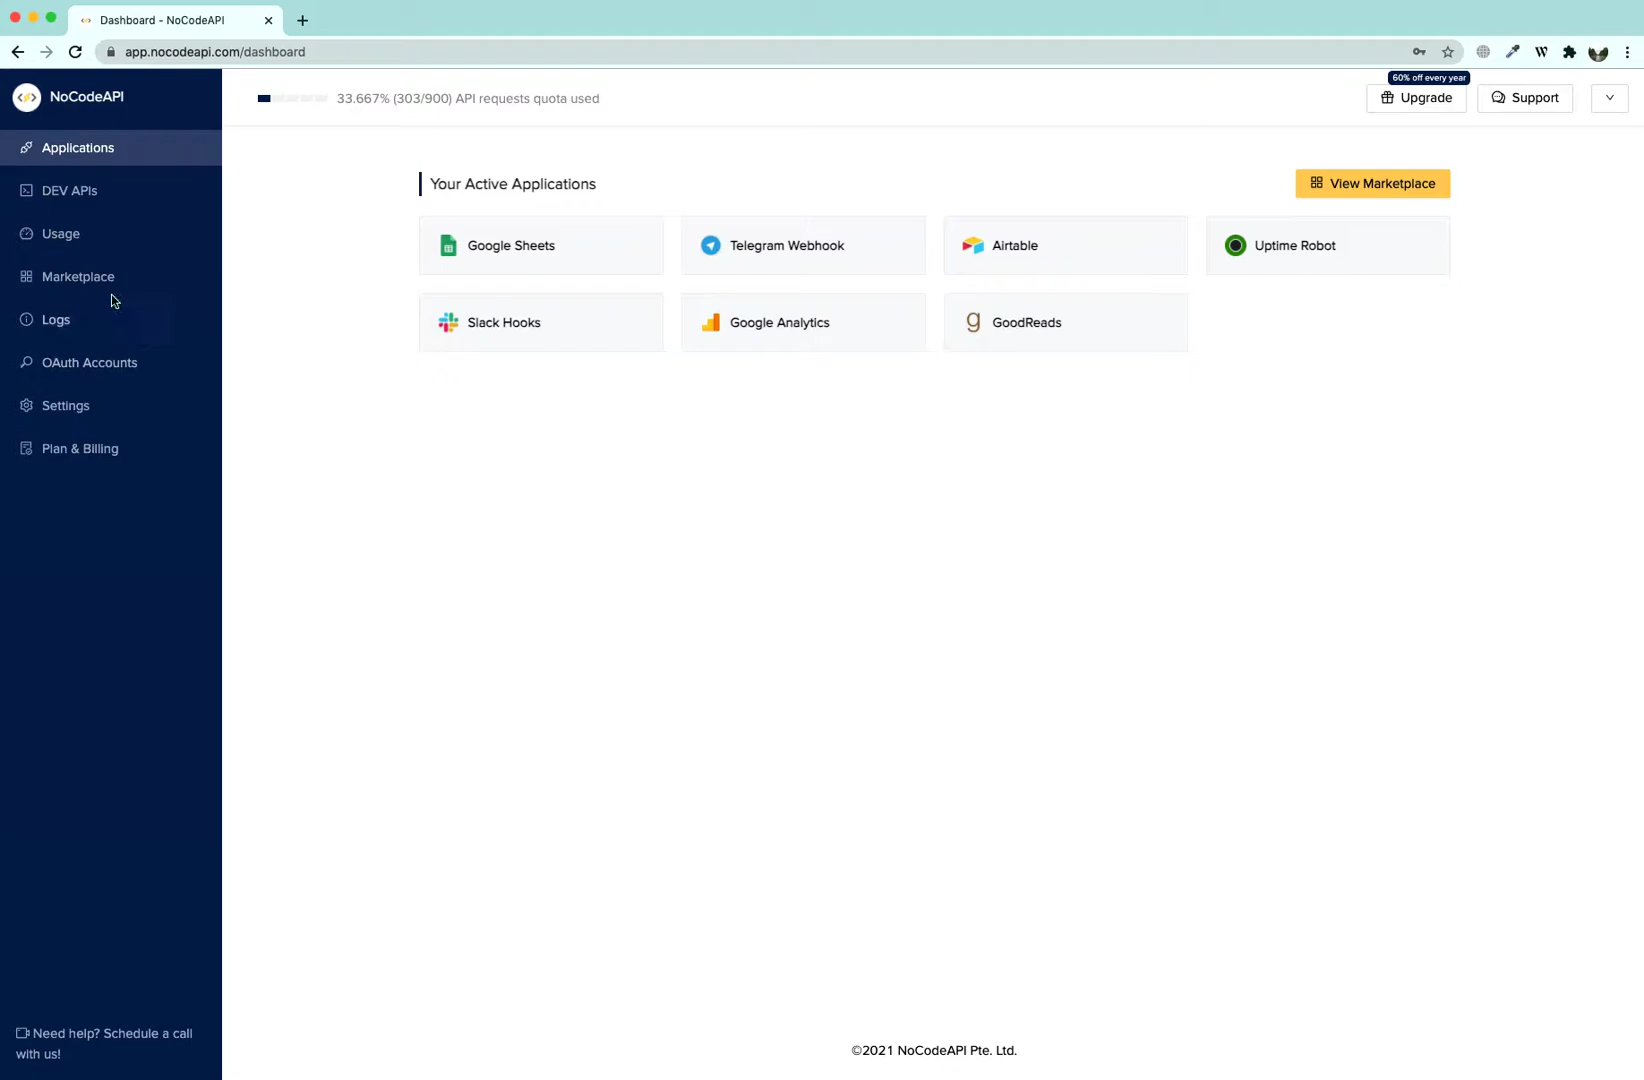 Dashboard - NoCodeAPI
app.nocodeapi.com/dashboard
NoCodeAPI
33.667% (303/900) API requests quota used
60% off every year
Upgrade
Support
Applications
DEV APIs
Usage
Marketplace
Logs
OAuth Accounts
Settings
Plan & Billing
Your Active Applications
View Marketplace
Google Sheets
Telegram Webhook
Airtable
Uptime Robot
Slack Hooks
Google Analytics
GoodReads
Need help? Schedule a call
with us!
©2021 NoCodeAPI Pte. Ltd.